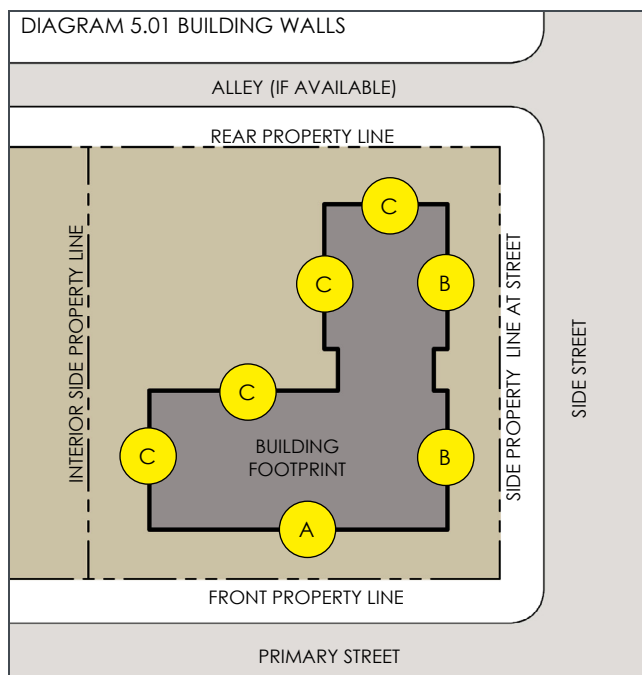 DIAGRAM 5.01 BUILDING WALLS
ALLEY (IF AVAILABLE)
REAR PROPERTY LINE
C
INTERIOR SIDE PROPERTY LINE
C
B
SIDE PROPERTY LINE AT STREET
SIDE STREET
C
C
BUILDING
FOOTPRINT
B
A
FRONT PROPERTY LINE
PRIMARY STREET